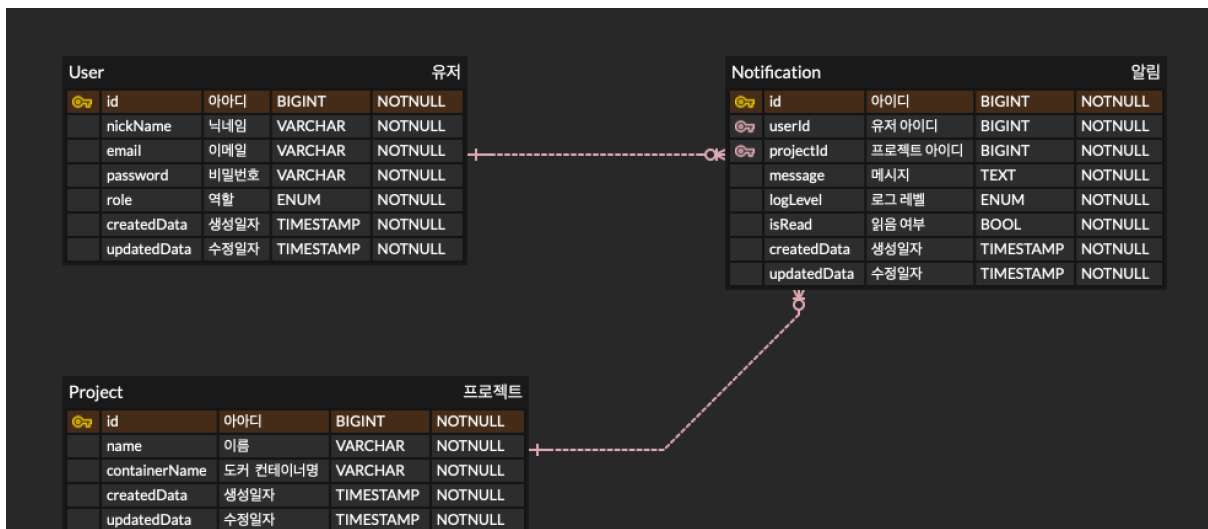 User 유저
id 아아디 BIGINT NOTNULL
nickName 닉네임 VARCHAR NOTNULL
email 이메일 VARCHAR NOTNULL
password 비밀번호 VARCHAR NOTNULL
role 역할 ENUM NOTNULL
createdData 생성일자 TIMESTAMP NOTNULL
updatedData 수정일자 TIMESTAMP NOTNULL
Notification 알림
id 아이디 BIGINT NOTNULL
userId 유저 아이디 BIGINT NOTNULL
projectId 프로젝트 아이디 BIGINT NOTNULL
message 메시지 TEXT NOTNULL
logLevel 로그 레벨 ENUM NOTNULL
isRead 읽음 여부 BOOL NOTNULL
createdData 생성일자 TIMESTAMP NOTNULL
updatedData 수정일자 TIMESTAMP NOTNULL
Project 프로젝트
id 아아디 BIGINT NOTNULL
name 이름 VARCHAR NOTNULL
containerName 도커 컨테이너명 VARCHAR NOTNULL
createdData 생성일자 TIMESTAMP NOTNULL
updatedData 수정일자 TIMESTAMP NOTNULL